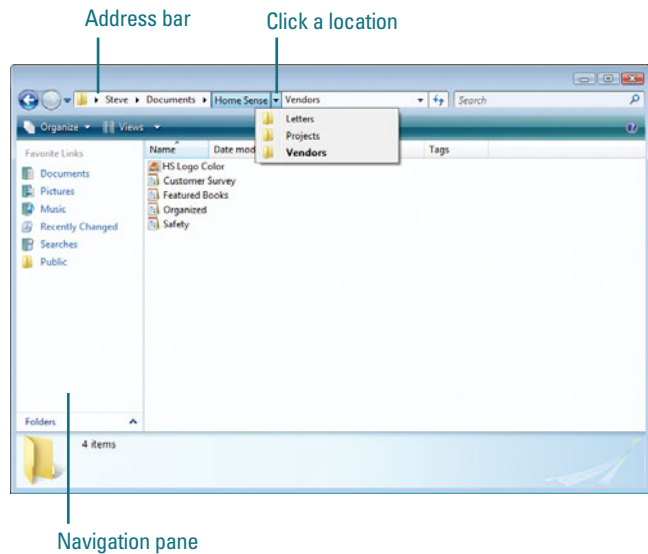 Address bar
Click a location
Steve Documents Home Sense Vendors
Search
Organize Views
Letters
Projects
Vendors
Favorite Links
Documents
Pictures
Music
Recently Changed
Searches
Public
Name Date mod Tags
HS Logo Color
Customer Survey
Featured Books
Organized
Safety
Folders
4 items
Navigation pane